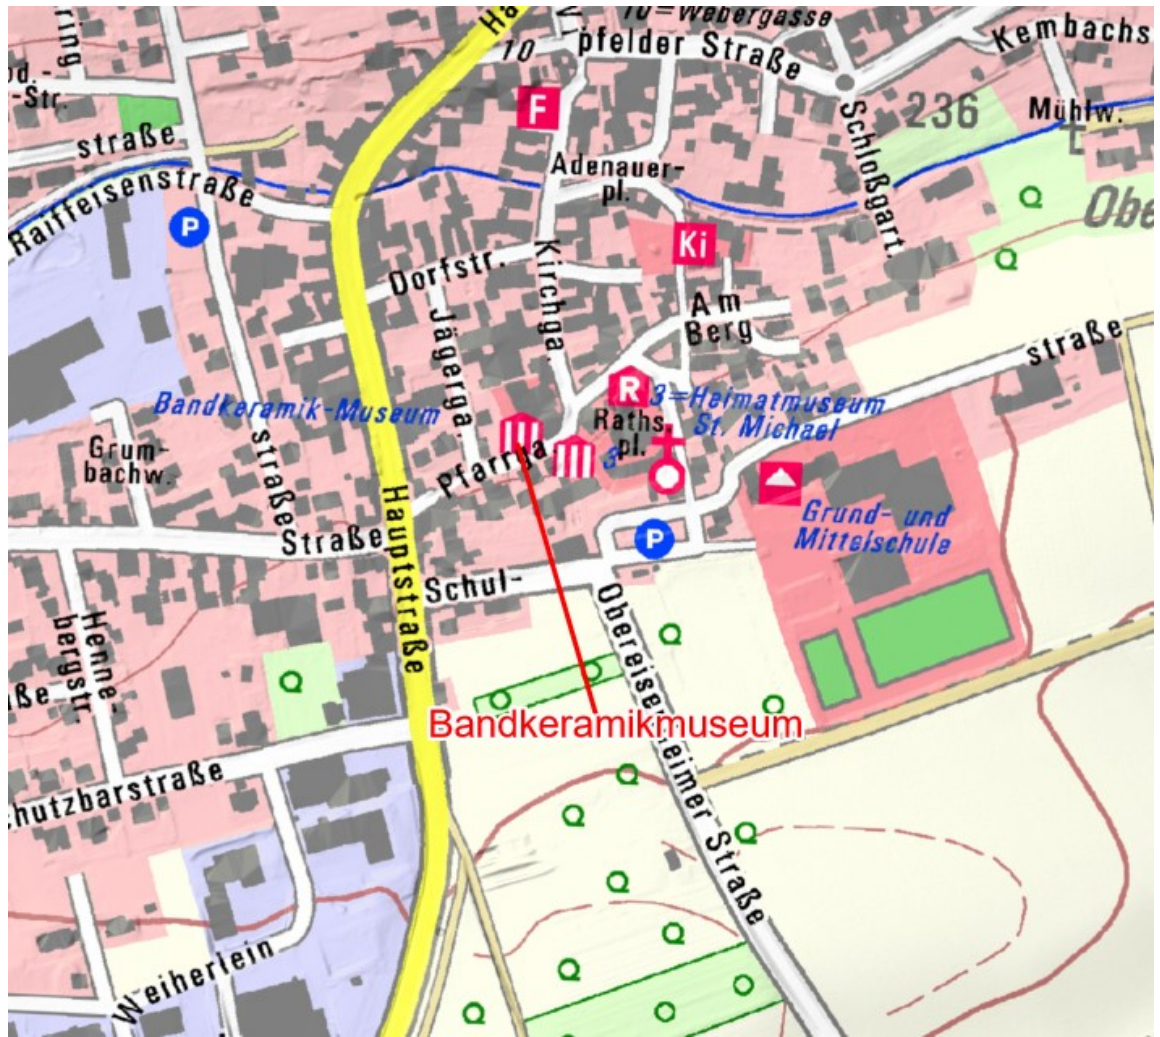 Ha
10=Webergasse
10
pfelder Straße
Kembachs
ring
-Str.
F
236
Mühlw.
straße
Schloßgart.
Adenauer-
pl.
Raiffeisenstraße
P
Ki
Obe
Dorfstr.
Kirchga.
Jägerga.
Am
Berg
straße
R
Bandkeramik-Museum
3=Heimatmuseum
St. Michael
Raths.
pl.
3
Grum-
bachw.
straße
Pfarrga.
Straße
Hauptstraße
P
Grund- und
Mittelschule
Schul-
Obereisenheimer Straße
Henne-
bergstr.
Bandkeramikmuseum
chutzbarstraße
Weiherlein